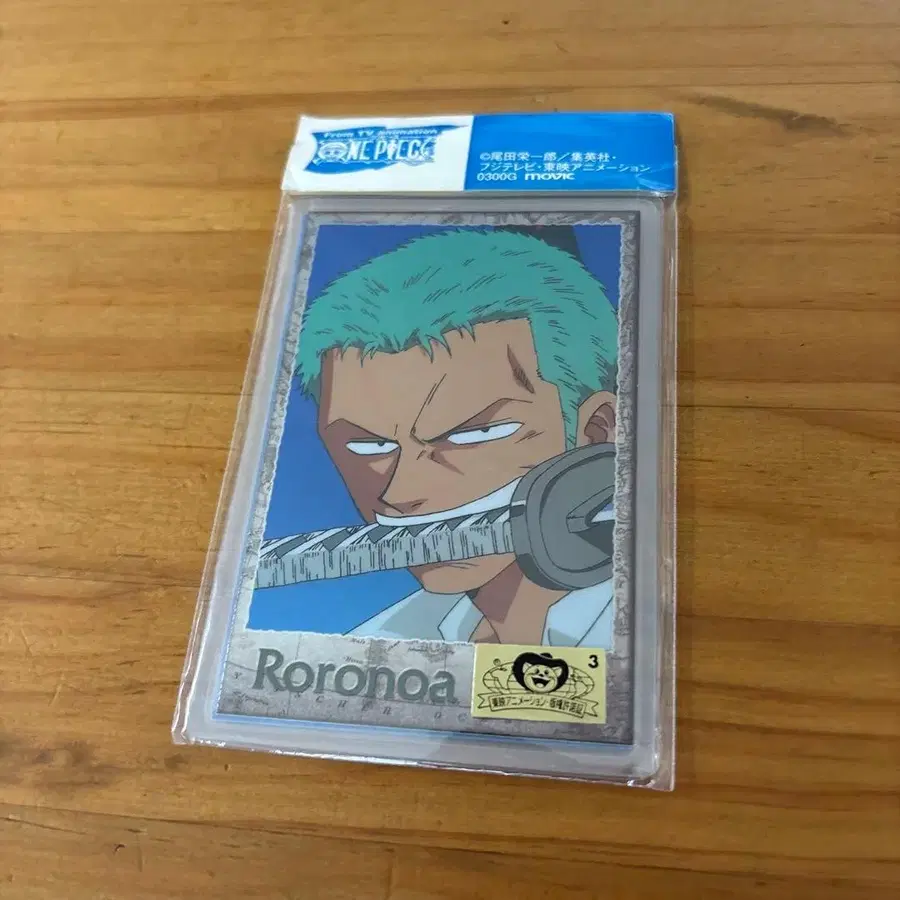 From TV animation
ONE PIECE
©尾田栄一郎／集英社・
フジテレビ・東映アニメーション
0300G movic
Roronoa
3
東映アニメーション・版権許諾証